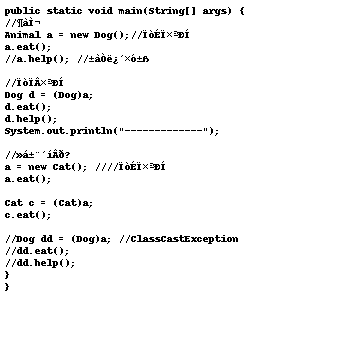 public static void main(String[] args) {
//¶àÌ¬
Animal a = new Dog();//ÏòÉÏ×ªÐÍ
a.eat();
//a.help(); //±àÒë¿´×ó±ß

//ÏòÏÂ×ªÐÍ
Dog d = (Dog)a;
d.eat();
d.help();
System.out.println("-------------");

//»á±¨´íÂð?
a = new Cat(); ////ÏòÉÏ×ªÐÍ
a.eat();

Cat c = (Cat)a;
c.eat();

//Dog dd = (Dog)a; //ClassCastException
//dd.eat();
//dd.help();
}
}